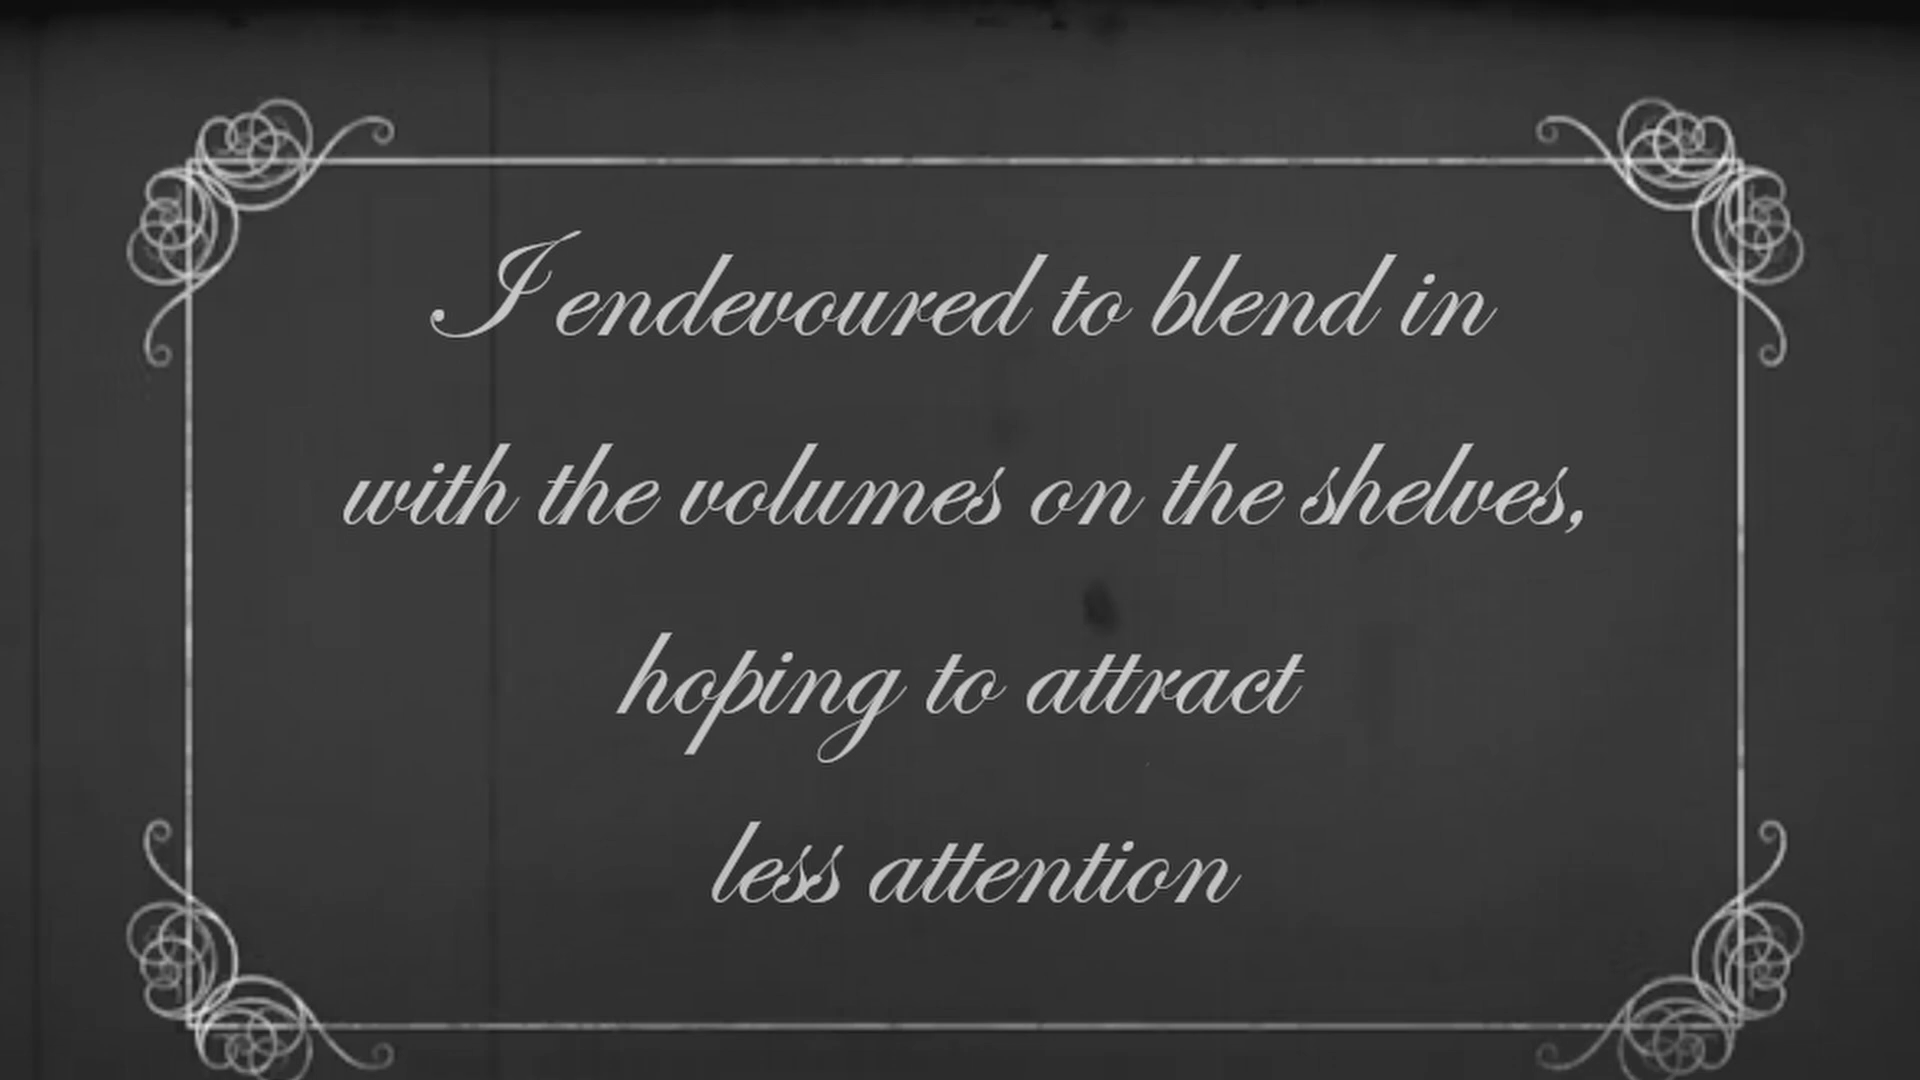 I endevoured to blend in
with the volumes on the shelves,
hoping to attract
less attention